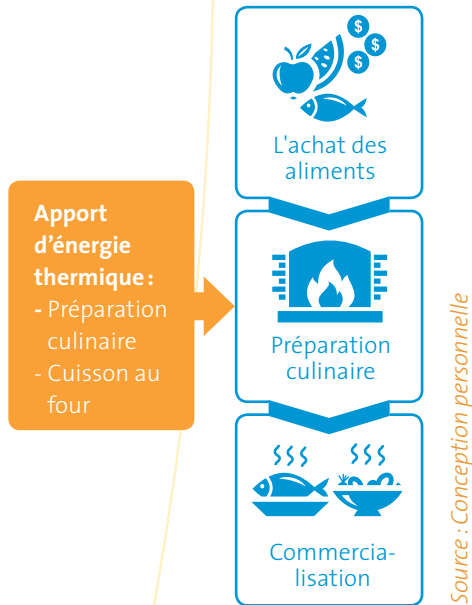 $
$
$
L'achat des
aliments
Apport
d’énergie
thermique :
- Préparation
culinaire
- Cuisson au
four
Préparation
culinaire
Commercia-
lisation
Source : Conception personnelle